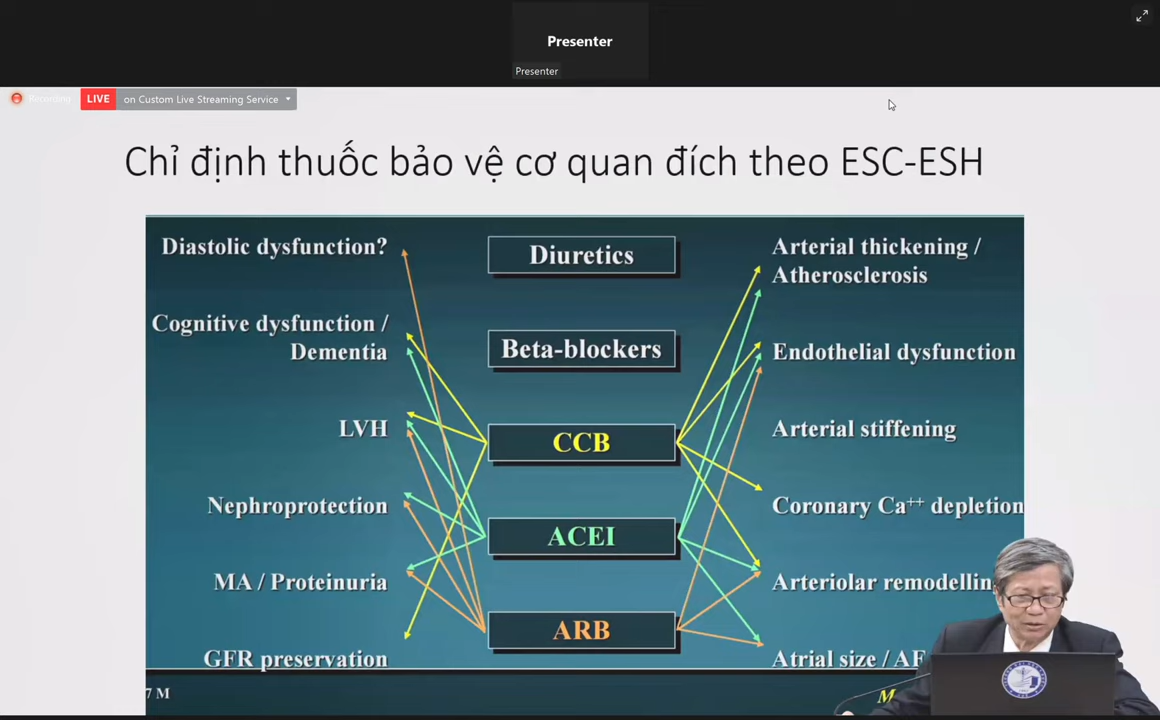 Presenter
Presenter
Recording
LIVE
on Custom Live Streaming Service
Chỉ định thuốc bảo vệ cơ quan đích theo ESC-ESH
Diastolic dysfunction?
Cognitive dysfunction /
Dementia
LVH
Nephroprotection
MA / Proteinuria
GFR preservation
Diuretics
Beta-blockers
CCB
ACEI
ARB
Arterial thickening /
Atherosclerosis
Endothelial dysfunction
Arterial stiffening
Coronary Ca⁺⁺ depletion
Arteriolar
Atrial size /
7 M